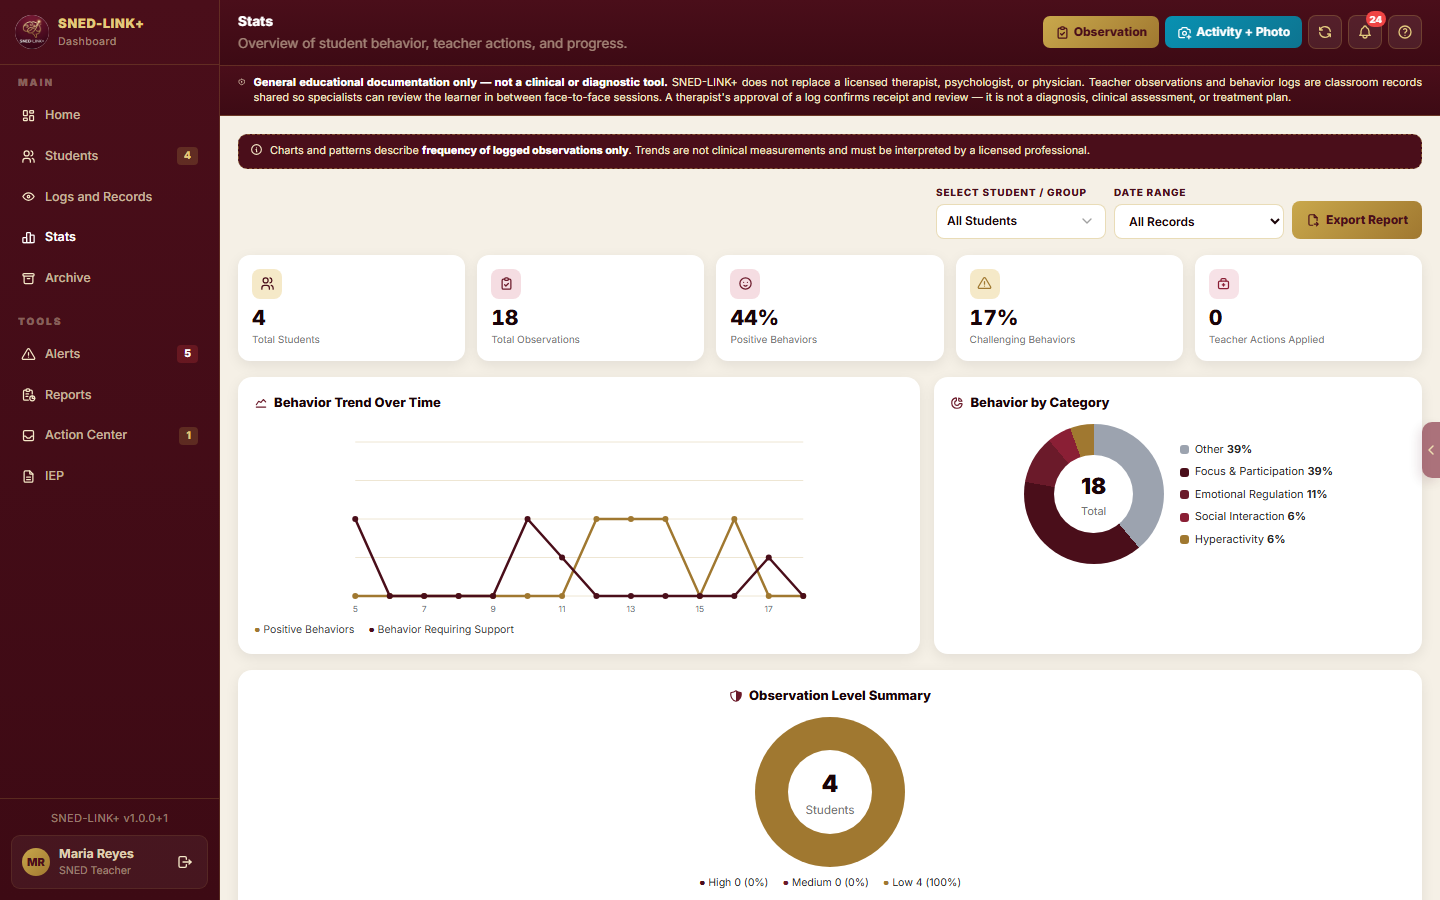 SNED-LINK+
Dashboard
MAIN
Home
Students 4
Logs and Records
Stats
Archive
TOOLS
Alerts 5
Reports
Action Center 1
IEP
SNED-LINK+ v1.0.0+1
MR
Maria Reyes
SNED Teacher
Stats
Overview of student behavior, teacher actions, and progress.
Observation
Activity + Photo
24
General educational documentation only — not a clinical or diagnostic tool. SNED-LINK+ does not replace a licensed therapist, psychologist, or physician. Teacher observations and behavior logs are classroom records
shared so specialists can review the learner in between face-to-face sessions. A therapist's approval of a log confirms receipt and review — it is not a diagnosis, clinical assessment, or treatment plan.
Charts and patterns describe frequency of logged observations only. Trends are not clinical measurements and must be interpreted by a licensed professional.
SELECT STUDENT / GROUP
All Students
DATE RANGE
All Records
Export Report
4
Total Students
18
Total Observations
44%
Positive Behaviors
17%
Challenging Behaviors
0
Teacher Actions Applied
Behavior Trend Over Time
5 7 9 11 13 15 17
Positive Behaviors
Behavior Requiring Support
Behavior by Category
18
Total
Other 39%
Focus & Participation 39%
Emotional Regulation 11%
Social Interaction 6%
Hyperactivity 6%
Observation Level Summary
4
Students
High 0 (0%)
Medium 0 (0%)
Low 4 (100%)